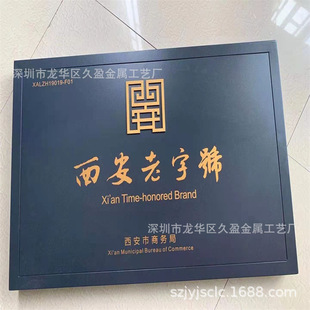 深圳市龙华区久盈金属工艺厂
XALZH19019-F01
西安老字號
Xi'an Time-honored Brand
深圳市龙华区久盈金属工艺厂
西安市商务局
Xi'an Municipal Bureau of Commerce
szjyjsclc.1688.com